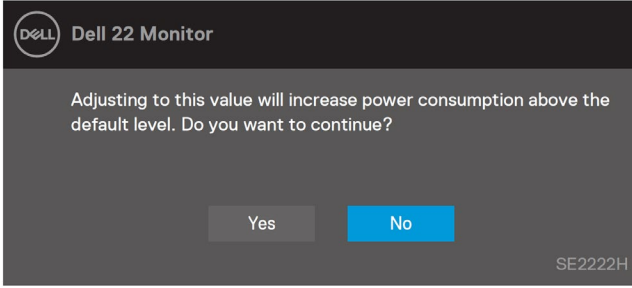 DELL Dell 22 Monitor
Adjusting to this value will increase power consumption above the
default level. Do you want to continue?
Yes No
SE2222H